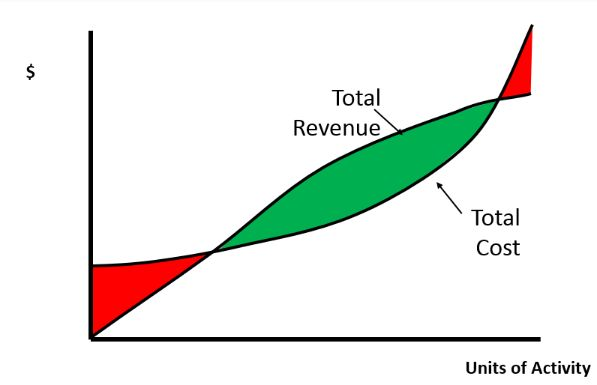 $
Total
Revenue
Total
Cost
Units of Activity